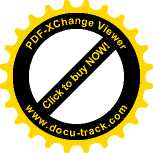 PDF-XChange Viewer
Click to buy NOW!
www.docu-track.com